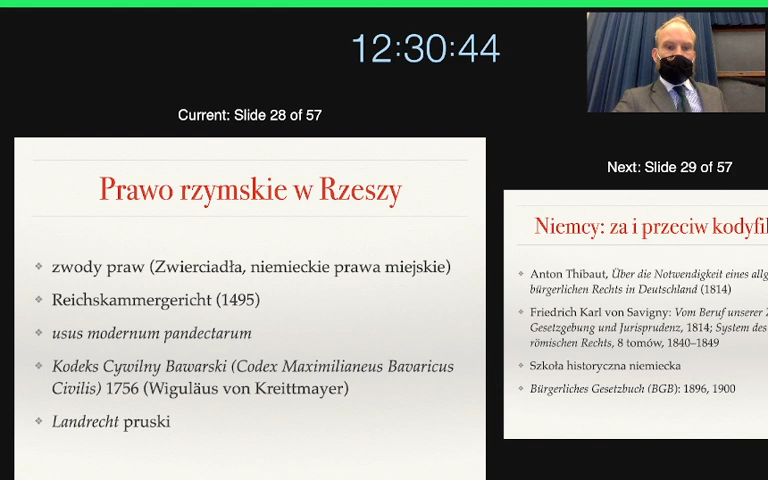 12:30:44
Current: Slide 28 of 57
Prawo rzymskie w Rzeszy
zwody praw (Zwierciadła, niemieckie prawa miejskie)
Reichskammergericht (1495)
usus modernum pandectarum
Kodeks Cywilny Bawarski (Codex Maximilianeus Bavaricus
Civilis) 1756 (Wiguläus von Kreittmayer)
Landrecht pruski
Next: Slide 29 of 57
Niemcy: za i przeciw kodyfi
Anton Thibaut, Über die Notwendigkeit eines allg
bürgerlichen Rechts in Deutschland (1814)
Friedrich Karl von Savigny: Vom Beruf unserer Z
Gesetzgebung und Jurisprudenz, 1814; System des
römischen Rechts, 8 tomów, 1840–1849
Szkoła historyczna niemiecka
Bürgerliches Gesetzbuch (BGB): 1896, 1900